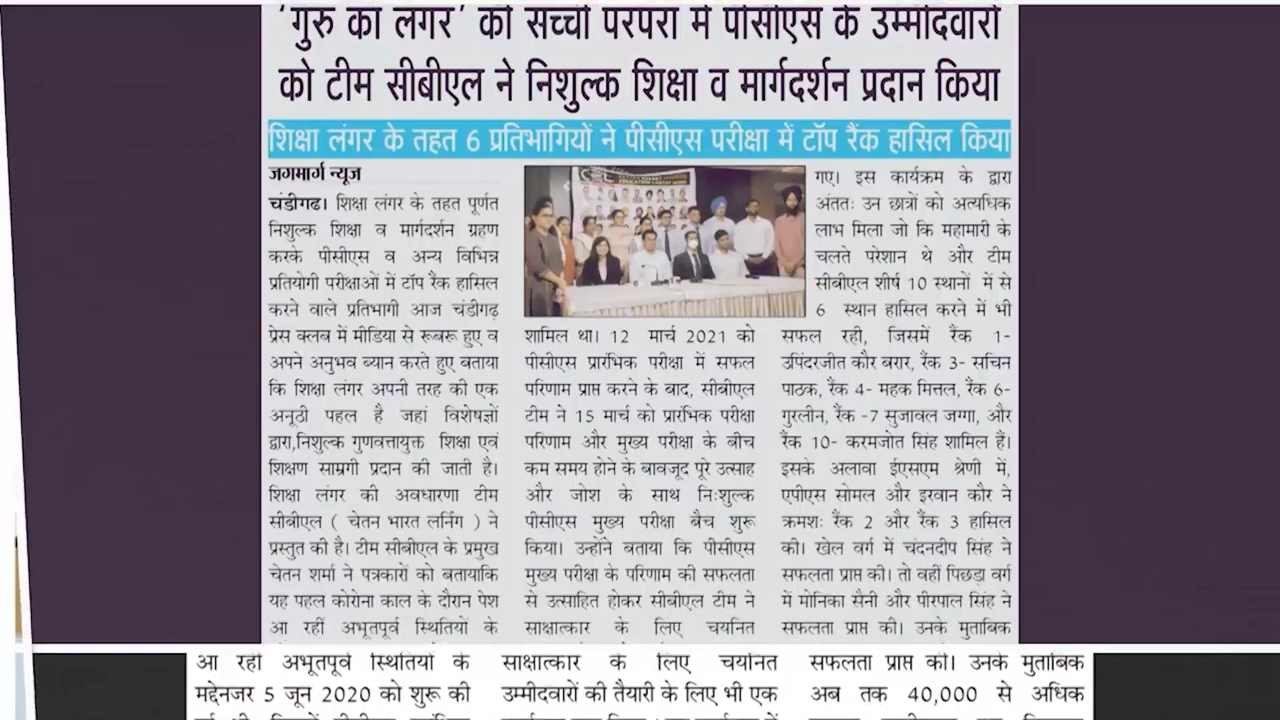 'गुरु का लंगर' की सच्ची परंपरा में पीसीएस के उम्मीदवारों
को टीम सीबीएल ने निशुल्क शिक्षा व मार्गदर्शन प्रदान किया
शिक्षा लंगर के तहत 6 प्रतिभागियों ने पीसीएस परीक्षा में टॉप रैंक हासिल किया
जगमार्ग न्यूज
चंडीगढ। शिक्षा लंगर के तहत पूर्णत
निशुल्क शिक्षा व मार्गदर्शन ग्रहण
करके पीसीएस व अन्य विभिन्न
प्रतियोगी परीक्षाओं में टॉप रैंक हासिल
करने वाले प्रतिभागी आज चंडीगढ़
प्रेस क्लब में मीडिया से रूबरू हुए व
अपने अनुभव ब्यान करते हुए बताया
कि शिक्षा लंगर अपनी तरह की एक
अनूठी पहल है जहां विशेषज्ञों
द्वारा,निशुल्क गुणवत्तायुक्त शिक्षा एवं
शिक्षण साम्रगी प्रदान की जाती है।
शिक्षा लंगर की अवधारणा टीम
सीबीएल ( चेतन भारत लर्निंग ) ने
प्रस्तुत की है। टीम सीबीएल के प्रमुख
चेतन शर्मा ने पत्रकारों को बतायाकि
यह पहल कोरोना काल के दौरान पेश
आ रहीं अभूतपूर्व स्थितियों के
शामिल था। 12 मार्च 2021 को
पीसीएस प्रारंभिक परीक्षा में सफल
परिणाम प्राप्त करने के बाद, सीबीएल
टीम ने 15 मार्च को प्रारंभिक परीक्षा
परिणाम और मुख्य परीक्षा के बीच
कम समय होने के बावजूद पूरे उत्साह
और जोश के साथ निःशुल्क
पीसीएस मुख्य परीक्षा बैच शुरू
किया। उन्होंने बताया कि पीसीएस
मुख्य परीक्षा के परिणाम की सफलता
से उत्साहित होकर सीबीएल टीम ने
साक्षात्कार के लिए चयनित
गए। इस कार्यक्रम के द्वारा
अंततः उन छात्रों को अत्यधिक
लाभ मिला जो कि महामारी के
चलते परेशान थे और टीम
सीबीएल शीर्ष 10 स्थानों में से
6 स्थान हासिल करने में भी
सफल रही, जिसमें रैंक 1-
उपिंदरजीत कौर बरार, रैंक 3- सचिन
पाठक, रैंक 4- महक मित्तल, रैंक 6-
गुरलीन, रैंक -7 सुजावल जग्गा, और
रैंक 10- करमजोत सिंह शामिल हैं।
इसके अलावा ईएसएम श्रेणी में,
एपीएस सोमल और इरवान कौर ने
क्रमशः रैंक 2 और रैंक 3 हासिल
की। खेल वर्ग में चंदनदीप सिंह ने
सफलता प्राप्त की। तो वहीं पिछड़ा वर्ग
में मोनिका सैनी और पीरपाल सिंह ने
सफलता प्राप्त की। उनके मुताबिक
आ रहीं अभूतपूर्व स्थितियों के
मद्देनजर 5 जून 2020 को शुरू की
साक्षात्कार के लिए चयनित
उम्मीदवारों की तैयारी के लिए भी एक
सफलता प्राप्त की। उनके मुताबिक
अब तक 40,000 से अधिक